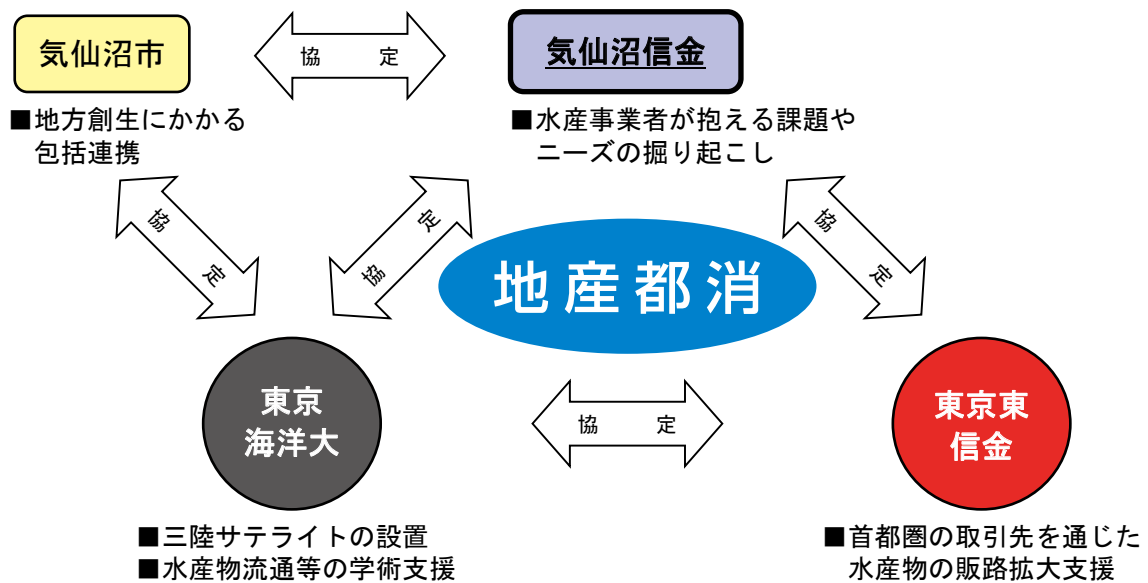 気仙沼市
協 定
気仙沼信金
■地方創生にかかる
包括連携
■水産事業者が抱える課題や
ニーズの掘り起こし
協 定
協 定
協 定
地産都消
東京
海洋大
協 定
東京東
信金
■三陸サテライトの設置
■水産物流通等の学術支援
■首都圏の取引先を通じた
水産物の販路拡大支援